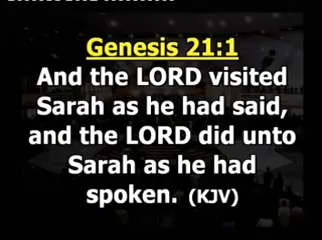 Genesis 21:1
And the LORD visited
Sarah as he had said,
and the LORD did unto
Sarah as he had
spoken. (KJV)